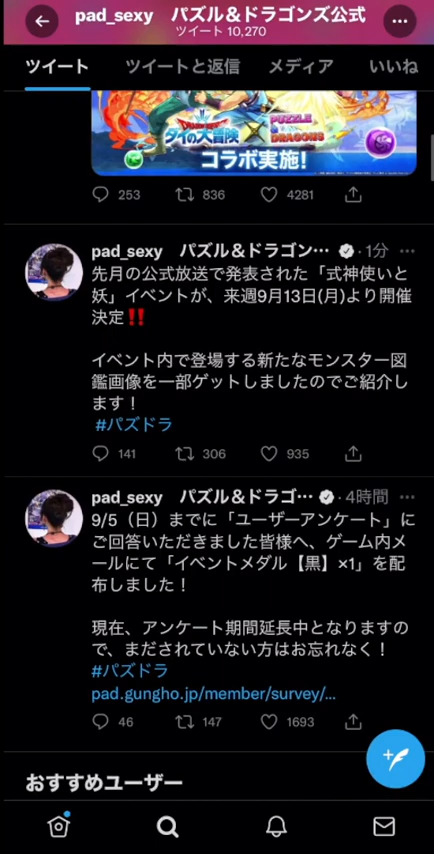 pad_sexy　パズル＆ドラゴンズ公式
ツイート 10,270
ツイート
ツイートと返信
メディア
いいね
DRAGON QUEST
ダイの大冒険
PUZZLE
& DRAGONS
コラボ実施!
253
836
4281
pad_sexy　パズル＆ドラゴン… ・1分
先月の公式放送で発表された「式神使いと
妖」イベントが、来週9月13日(月)より開催
決定‼️
イベント内で登場する新たなモンスター図
鑑画像を一部ゲットしましたのでご紹介し
ます！
#パズドラ
141
306
935
pad_sexy　パズル＆ドラゴ… ・4時間
9/5（日）までに「ユーザーアンケート」に
ご回答いただきました皆様へ、ゲーム内メ
ールにて「イベントメダル【黒】×1」を配
布しました！
現在、アンケート期間延長中となりますの
で、まだされていない方はお忘れなく！
#パズドラ
pad.gungho.jp/member/survey/…
46
147
1693
おすすめユーザー